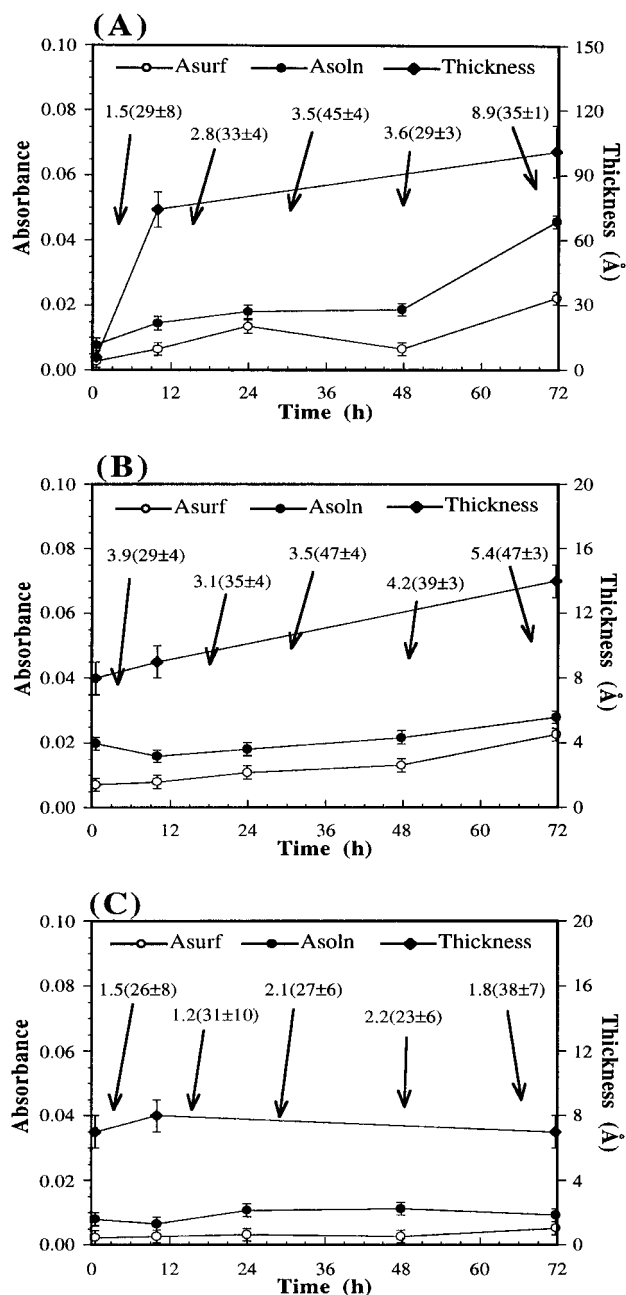 (A)
Asurf Asoln Thickness
1.5(29±8)
2.8(33±4)
3.5(45±4)
3.6(29±3)
8.9(35±1)
0.10
0.08
0.06
0.04
0.02
0.00
Absorbance
150
120
90
60
30
0
Thickness (Å)
0 12 24 36 48 60 72
Time (h)
(B)
Asurf Asoln Thickness
3.9(29±4)
3.1(35±4)
3.5(47±4)
4.2(39±3)
5.4(47±3)
0.10
0.08
0.06
0.04
0.02
0.00
Absorbance
20
16
12
8
4
0
Thickness (Å)
0 12 24 36 48 60 72
Time (h)
(C)
Asurf Asoln Thickness
1.5(26±8)
1.2(31±10)
2.1(27±6)
2.2(23±6)
1.8(38±7)
0.10
0.08
0.06
0.04
0.02
0.00
Absorbance
20
16
12
8
4
0
Thickness (Å)
0 12 24 36 48 60 72
Time (h)